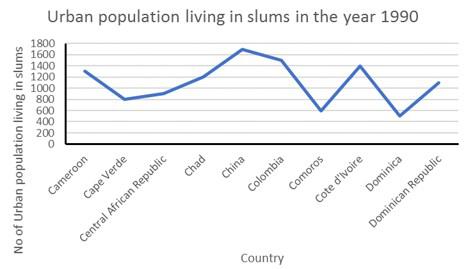 Urban population living in slums in the year 1990
No of Urban population living in slums
1800
1600
1400
1200
1000
800
600
400
200
0
Cameroon
Cape Verde
Central African Republic
Chad
China
Colombia
Comoros
Cote d'Ivoire
Dominica
Dominican Republic
Country